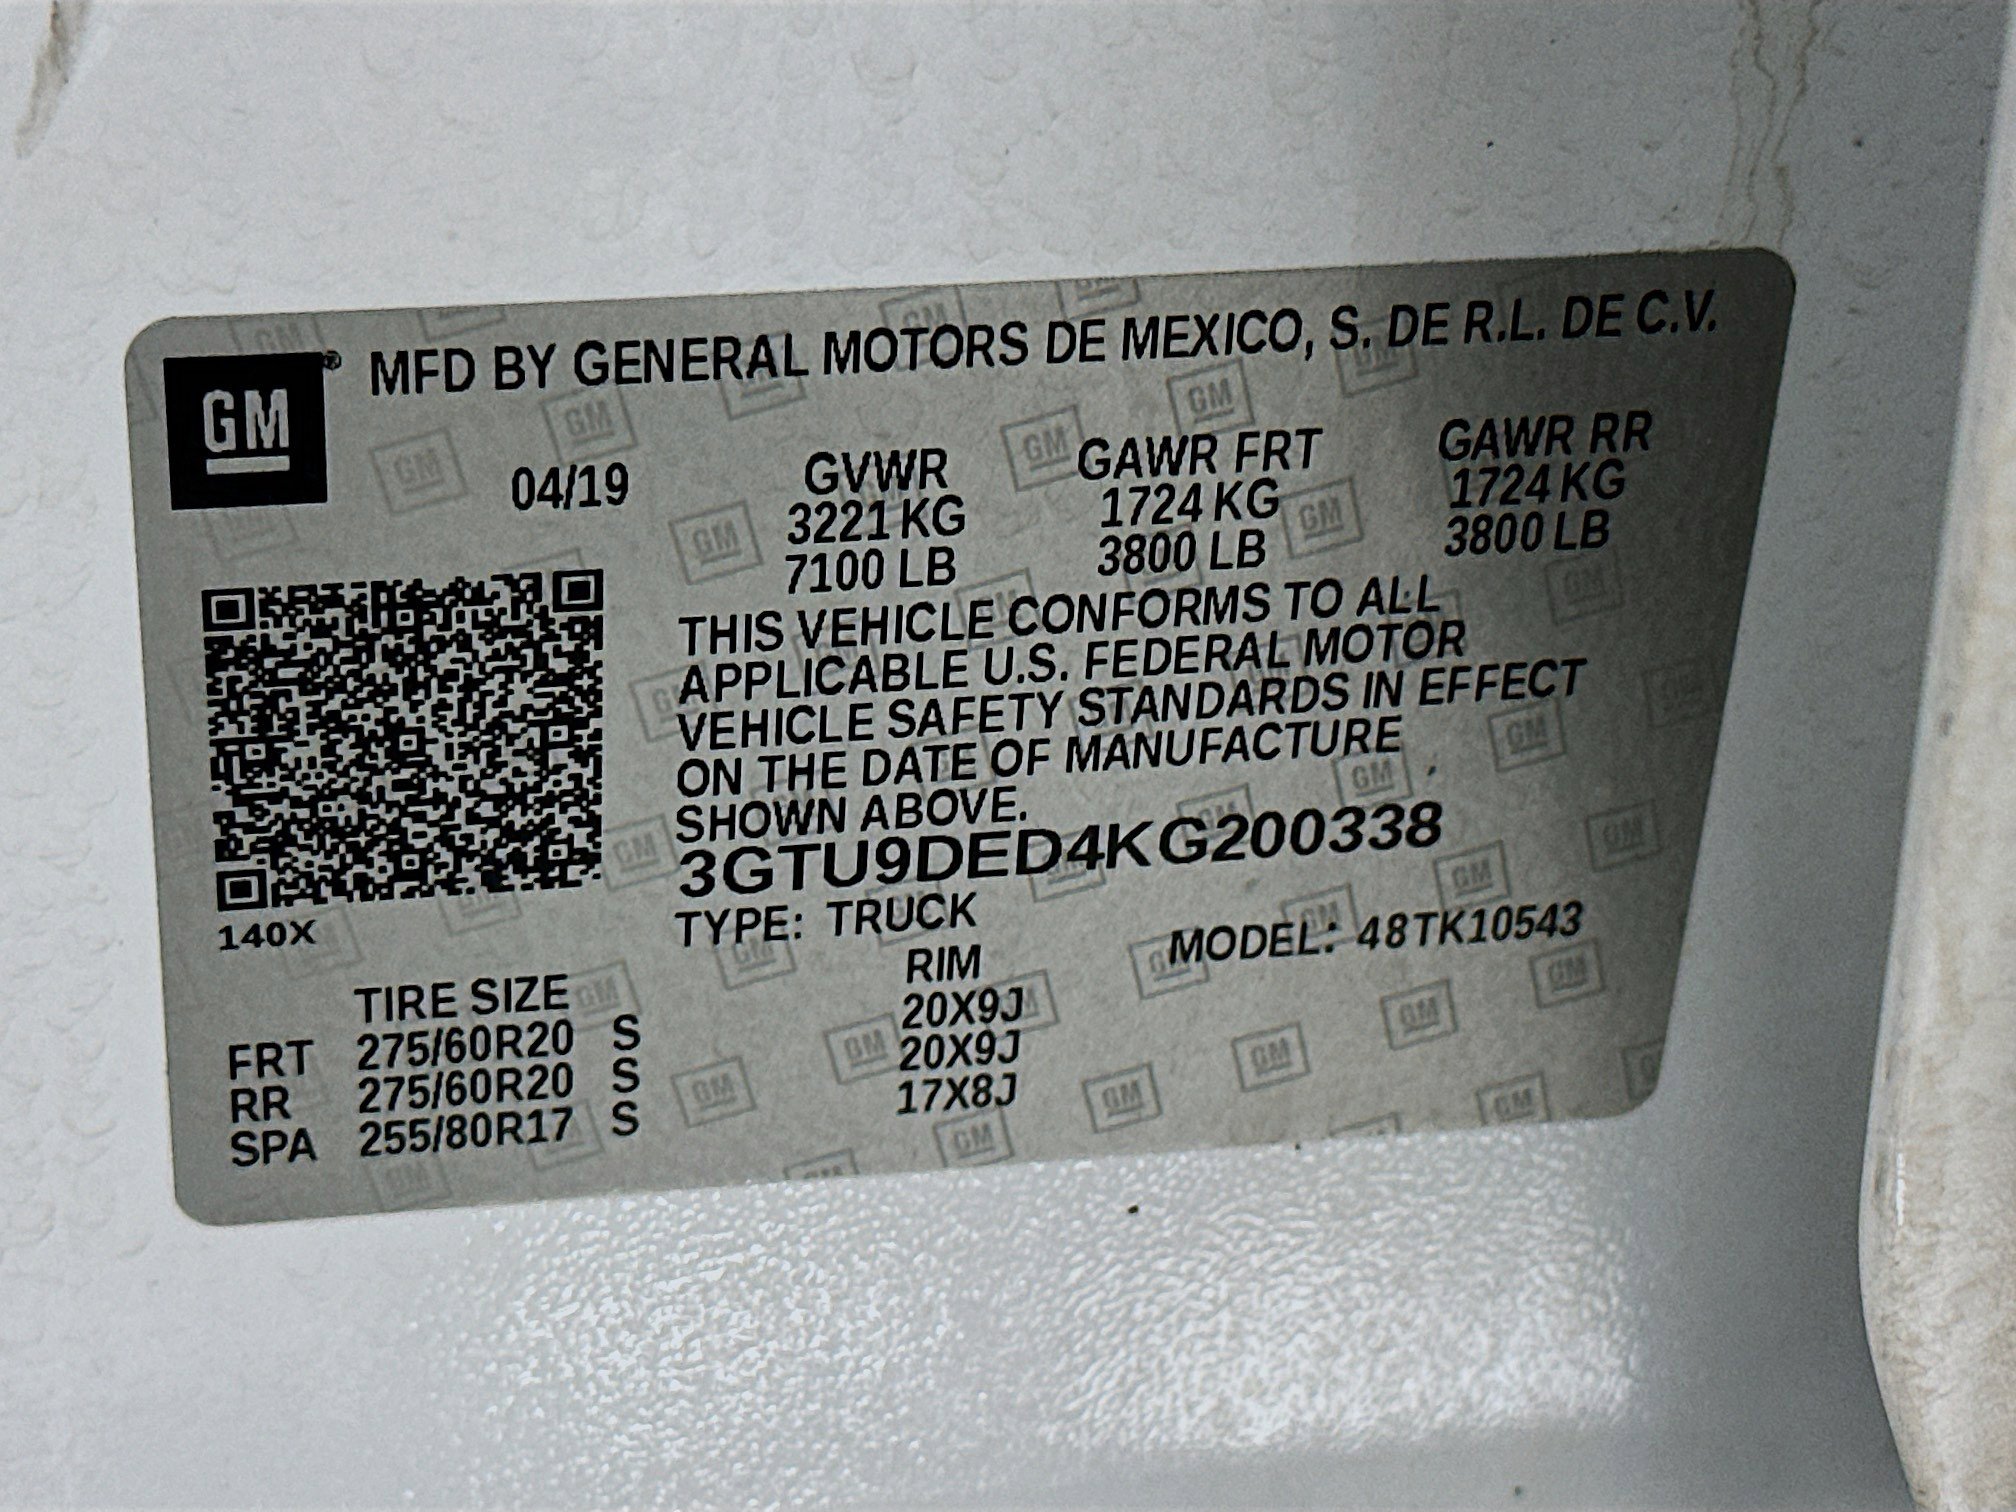 GM ® MFD BY GENERAL MOTORS DE MEXICO, S. DE R.L. DE C.V.
04/19 GVWR GAWR FRT GAWR RR
3221 KG 1724 KG 1724 KG
7100 LB 3800 LB 3800 LB
THIS VEHICLE CONFORMS TO ALL
APPLICABLE U.S. FEDERAL MOTOR
VEHICLE SAFETY STANDARDS IN EFFECT
ON THE DATE OF MANUFACTURE
SHOWN ABOVE.
3GTU9DED4KG200338
140X
TYPE: TRUCK MODEL: 48TK10543
TIRE SIZE RIM
FRT 275/60R20 S 20X9J
RR 275/60R20 S 20X9J
SPA 255/80R17 S 17X8J